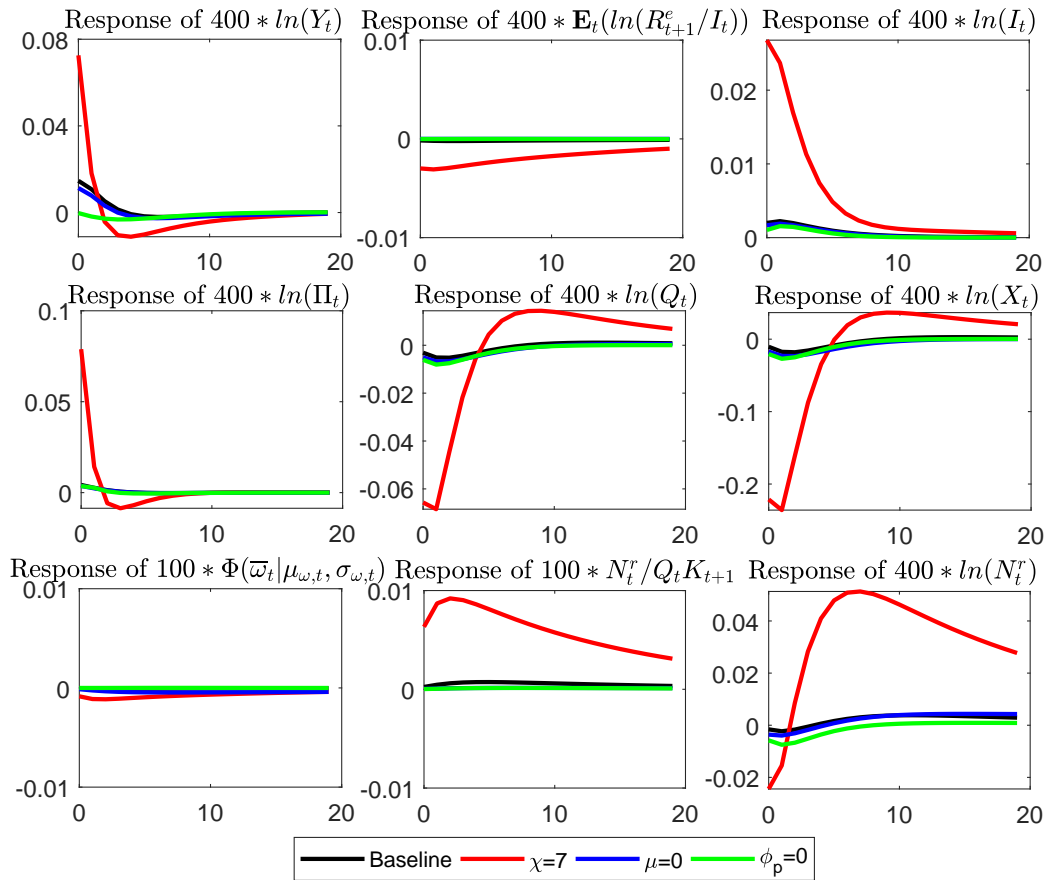 Response of 400 ∗ ln(Y_t)
Response of 400 ∗ E_t(ln(R^e_{t+1}/I_t))
Response of 400 ∗ ln(I_t)
0.08
0.04
0
0 10 20
0.01
0
-0.01
0 10 20
0.02
0.01
0
0 10 20
Response of 400 ∗ ln(Π_t)
Response of 400 ∗ ln(Q_t)
Response of 400 ∗ ln(X_t)
0.1
0.05
0
0 10 20
0
-0.02
-0.04
-0.06
0 10 20
0
-0.1
-0.2
0 10 20
Response of 100 ∗ Φ(ω̅_t|μ_{ω,t}, σ_{ω,t})
Response of 100 ∗ N^r_t/Q_tK_{t+1}
Response of 400 ∗ ln(N^r_t)
0.01
0
-0.01
0 10 20
0.01
0
-0.01
0 10 20
0.04
0.02
0
-0.02
0 10 20
Baseline χ=7 μ=0 ϕ_p=0